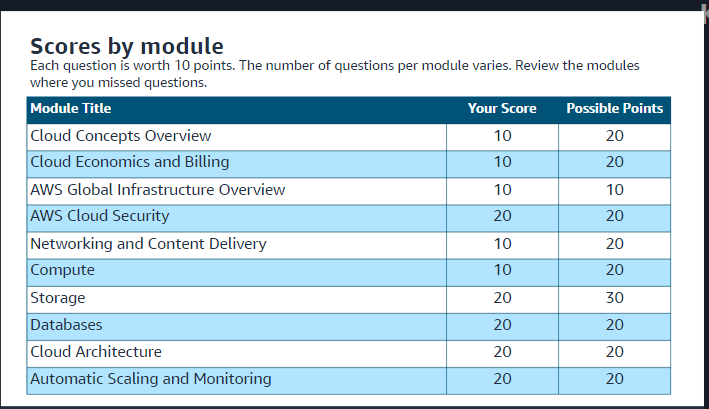 Scores by module
Each question is worth 10 points. The number of questions per module varies. Review the modules
where you missed questions.
Module Title Your Score Possible Points
Cloud Concepts Overview 10 20
Cloud Economics and Billing 10 20
AWS Global Infrastructure Overview 10 10
AWS Cloud Security 20 20
Networking and Content Delivery 10 20
Compute 10 20
Storage 20 30
Databases 20 20
Cloud Architecture 20 20
Automatic Scaling and Monitoring 20 20